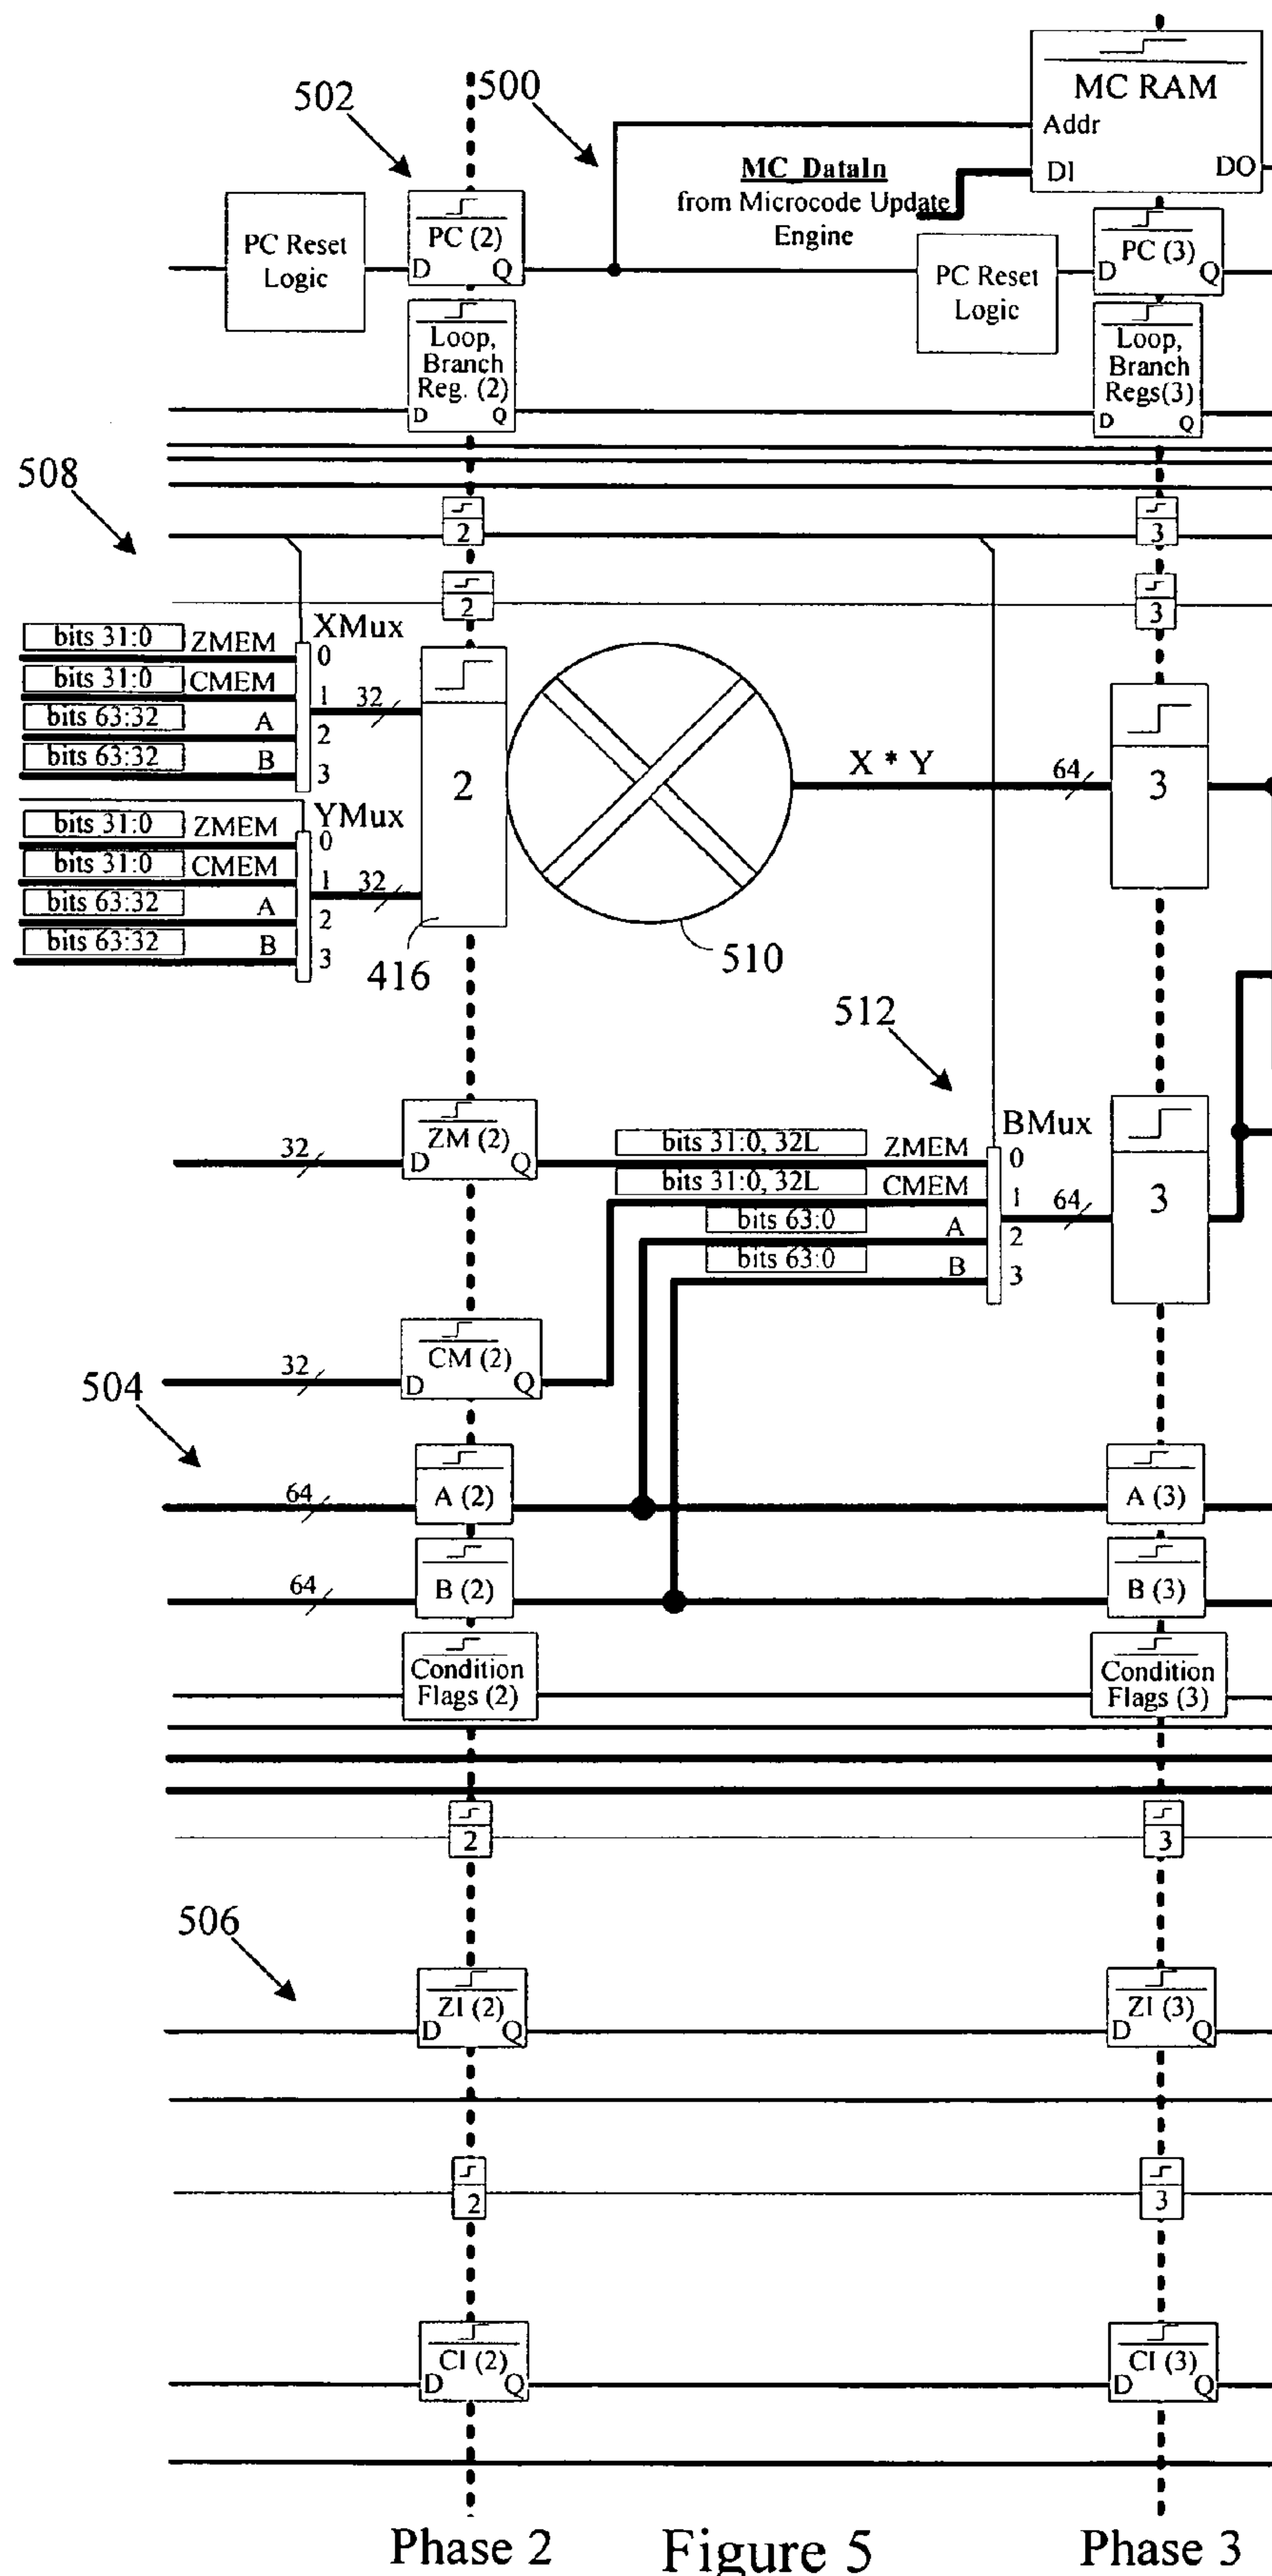 502
500
MC RAM
Addr
DI
DO
MC_DataIn
from Microcode Update
Engine
PC Reset
Logic
PC (2)
D Q
PC Reset
Logic
PC (3)
D Q
Loop,
Branch
Reg. (2)
D Q
Loop,
Branch
Regs(3)
D Q
508
2
3
2
3
XMux
bits 31:0 ZMEM 0
bits 31:0 CMEM 1
bits 63:32 A 2
bits 63:32 B 3
32
YMux
bits 31:0 ZMEM 0
bits 31:0 CMEM 1
bits 63:32 A 2
bits 63:32 B 3
32
2
416
510
X * Y
64
3
512
BMux
32
ZM (2)
D Q
bits 31:0, 32L ZMEM 0
bits 31:0, 32L CMEM 1
bits 63:0 A 2
bits 63:0 B 3
64
3
32
CM (2)
D Q
504
64
A (2)
A (3)
64
B (2)
B (3)
Condition
Flags (2)
Condition
Flags (3)
2
3
506
ZI (2)
D Q
ZI (3)
D Q
2
3
CI (2)
D Q
CI (3)
D Q
Phase 2 Figure 5 Phase 3